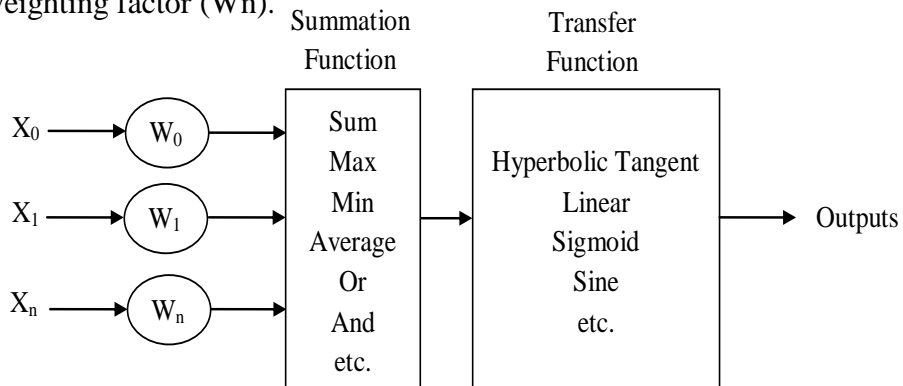 weighting factor (Wn).
Summation
Function
Transfer
Function
X0
W0
X1
W1
Xn
Wn
Sum
Max
Min
Average
Or
And
etc.
Hyperbolic Tangent
Linear
Sigmoid
Sine
etc.
Outputs